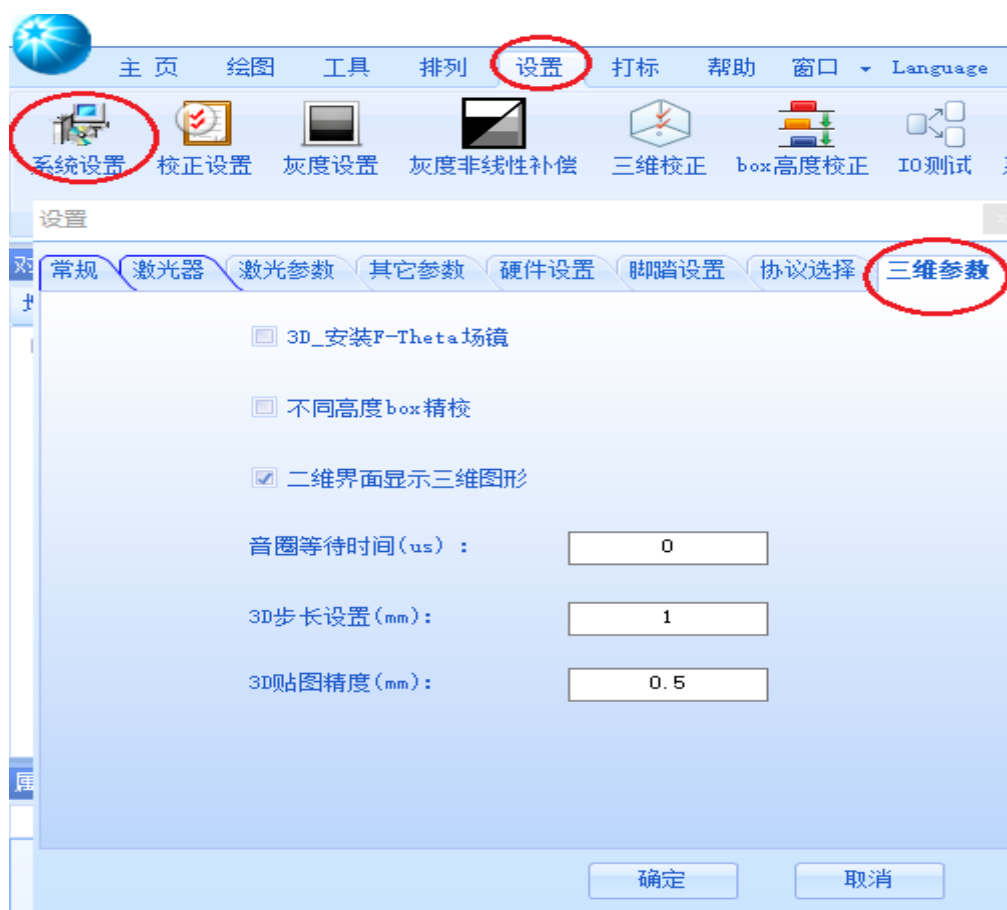 主 页 绘图 工具 排列 设置 打标 帮助 窗口 Language
系统设置 校正设置 灰度设置 灰度非线性补偿 三维校正 box高度校正 IO测试
设置
常规 激光器 激光参数 其它参数 硬件设置 脚踏设置 协议选择 三维参数
3D_安装F-Theta场镜
不同高度box精校
二维界面显示三维图形
音圈等待时间(us) : 0
3D步长设置(mm): 1
3D贴图精度(mm): 0.5
确定 取消